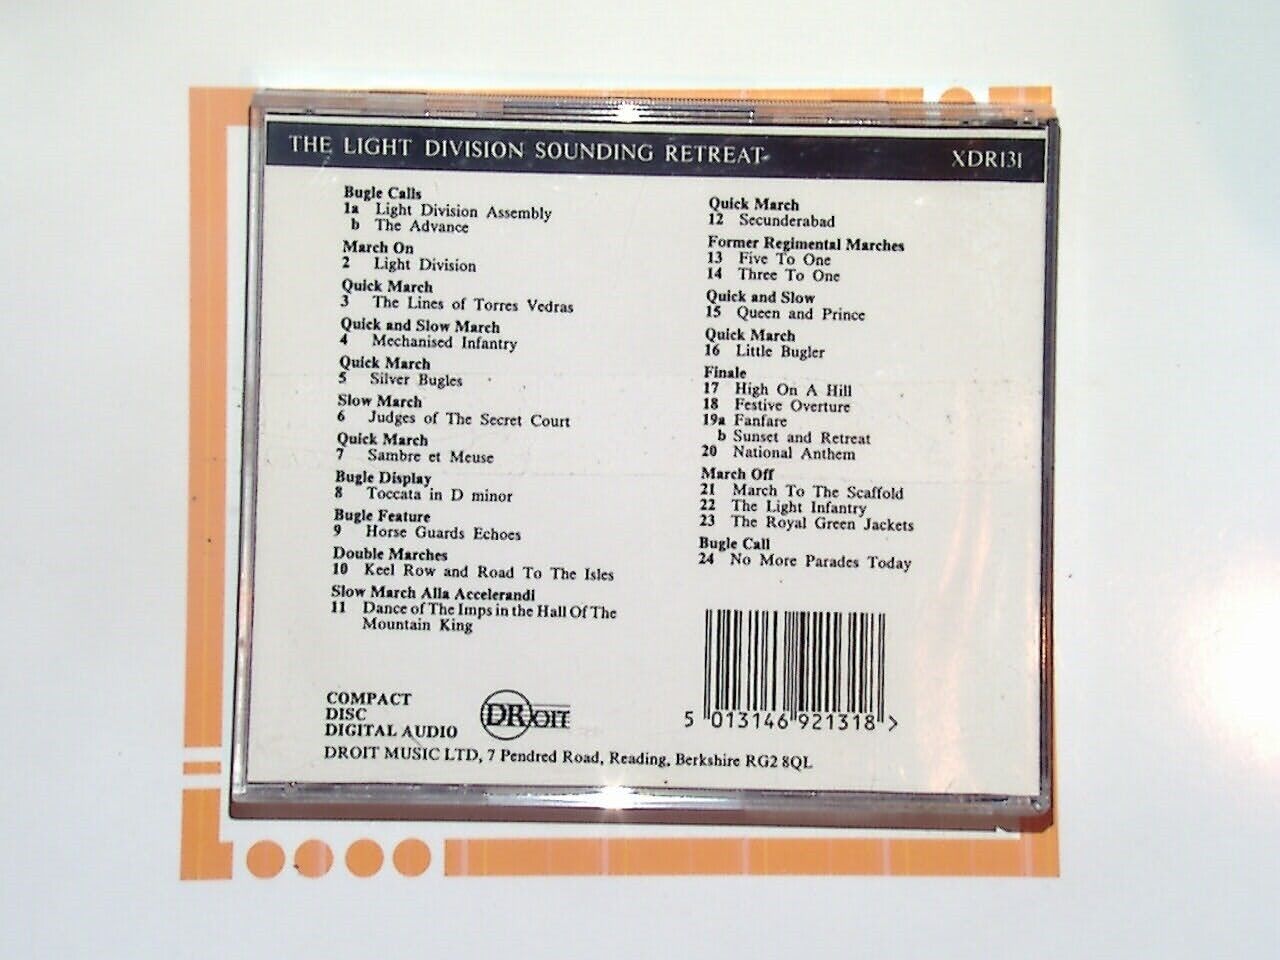 THE LIGHT DIVISION SOUNDING RETREAT
XDR131
Bugle Calls
1a Light Division Assembly
b The Advance
March On
2 Light Division
Quick March
3 The Lines of Torres Vedras
Quick and Slow March
4 Mechanised Infantry
Quick March
5 Silver Bugles
Slow March
6 Judges of The Secret Court
Quick March
7 Sambre et Meuse
Bugle Display
8 Toccata in D minor
Bugle Feature
9 Horse Guards Echoes
Double Marches
10 Keel Row and Road To The Isles
Slow March Alla Accelerandi
11 Dance of The Imps in the Hall Of The
Mountain King
Quick March
12 Secunderabad
Former Regimental Marches
13 Five To One
14 Three To One
Quick and Slow
15 Queen and Prince
Quick March
16 Little Bugler
Finale
17 High On A Hill
18 Festive Overture
19a Fanfare
b Sunset and Retreat
20 National Anthem
March Off
21 March To The Scaffold
22 The Light Infantry
23 The Royal Green Jackets
Bugle Call
24 No More Parades Today
COMPACT
DISC
DIGITAL AUDIO
DROIT
5 013146 921318 >
DROIT MUSIC LTD, 7 Pendred Road, Reading, Berkshire RG2 8QL